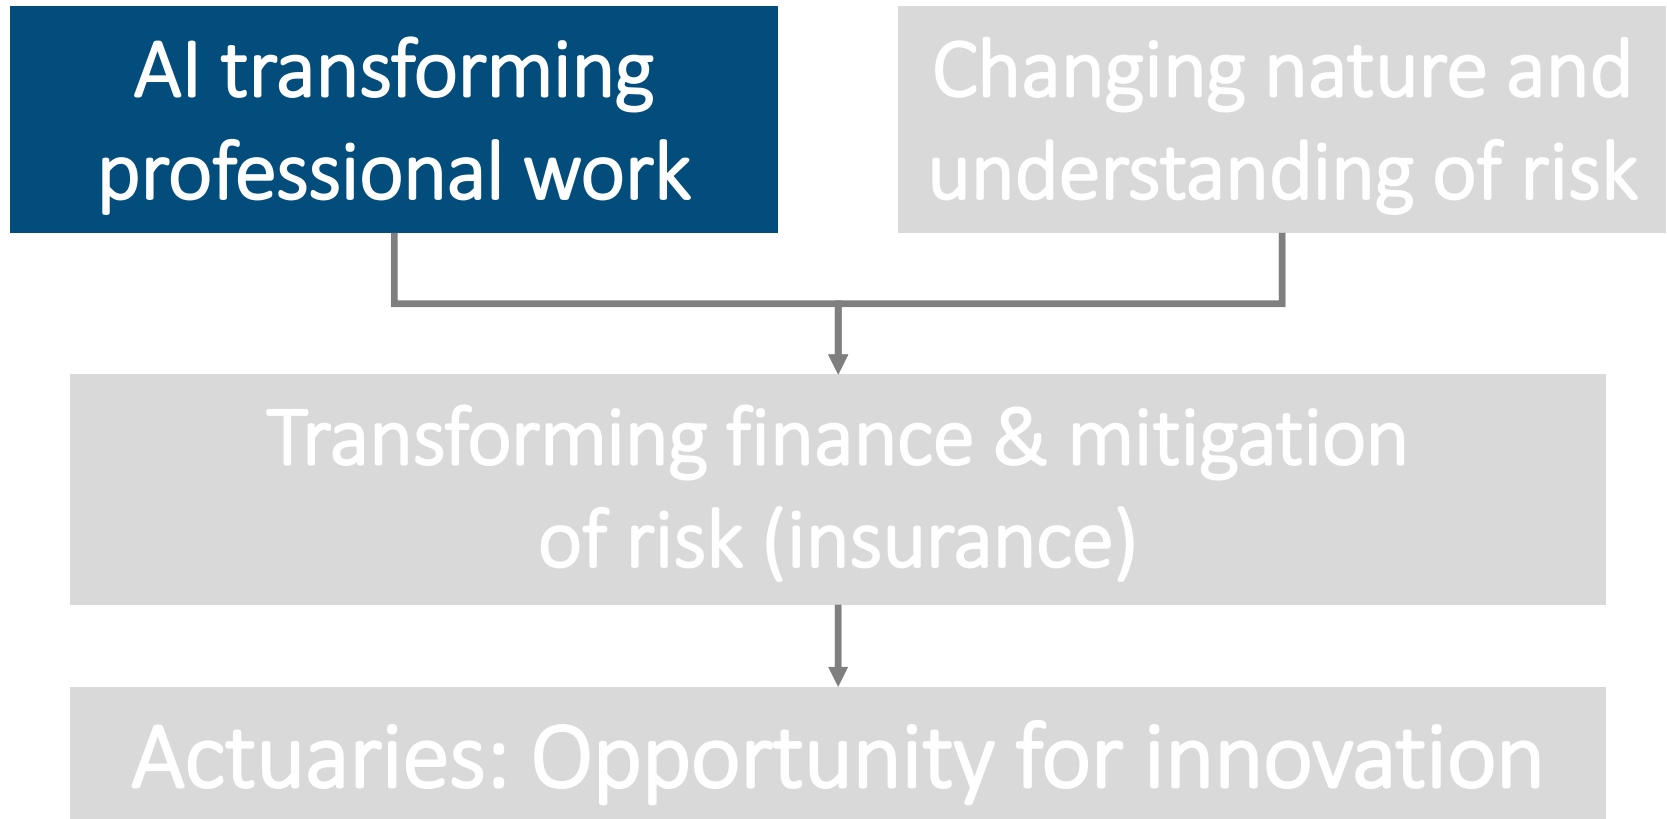 AI transforming
professional work
Changing nature and
understanding of risk
Transforming finance & mitigation
of risk (insurance)
Actuaries: Opportunity for innovation